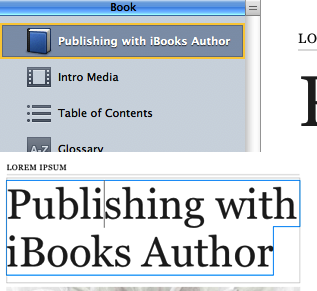 Book
Publishing with iBooks Author
LO
Intro Media
Table of Contents
A-Z Glossary
LOREM IPSUM
Publishing with
iBooks Author